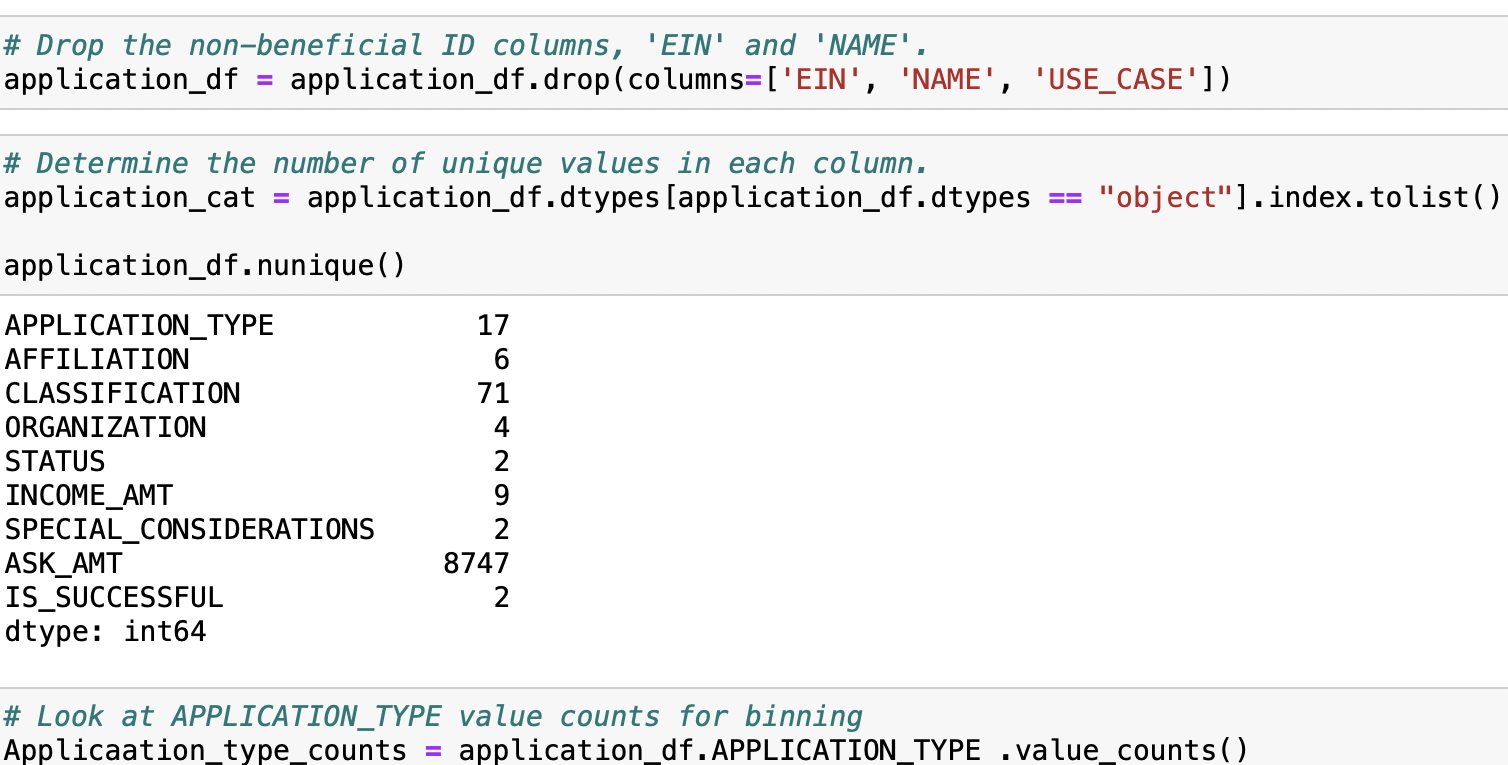 # Drop the non-beneficial ID columns, 'EIN' and 'NAME'.
application_df = application_df.drop(columns=['EIN', 'NAME', 'USE_CASE'])
# Determine the number of unique values in each column.
application_cat = application_df.dtypes[application_df.dtypes == "object"].index.tolist()
application_df.nunique()
APPLICATION_TYPE 17
AFFILIATION 6
CLASSIFICATION 71
ORGANIZATION 4
STATUS 2
INCOME_AMT 9
SPECIAL_CONSIDERATIONS 2
ASK_AMT 8747
IS_SUCCESSFUL 2
dtype: int64
# Look at APPLICATION_TYPE value counts for binning
Applicaation_type_counts = application_df.APPLICATION_TYPE .value_counts()